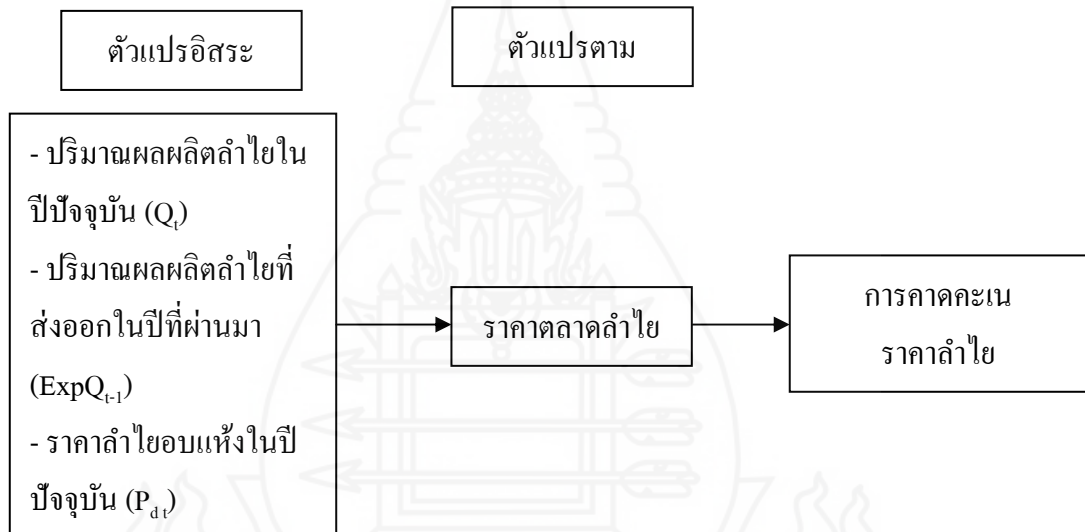 ตัวแปรอิสระ
ตัวแปรตาม
- ปริมาณผลผลิตลำไยใน
ปีปัจจุบัน (Qt)
- ปริมาณผลผลิตลำไยที่
ส่งออกในปีที่ผ่านมา
(ExpQt-1)
- ราคาลำไยอบแห้งในปี
ปัจจุบัน (Pd t)
ราคาตลาดลำไย
การคาดคะเน
ราคาลำไย